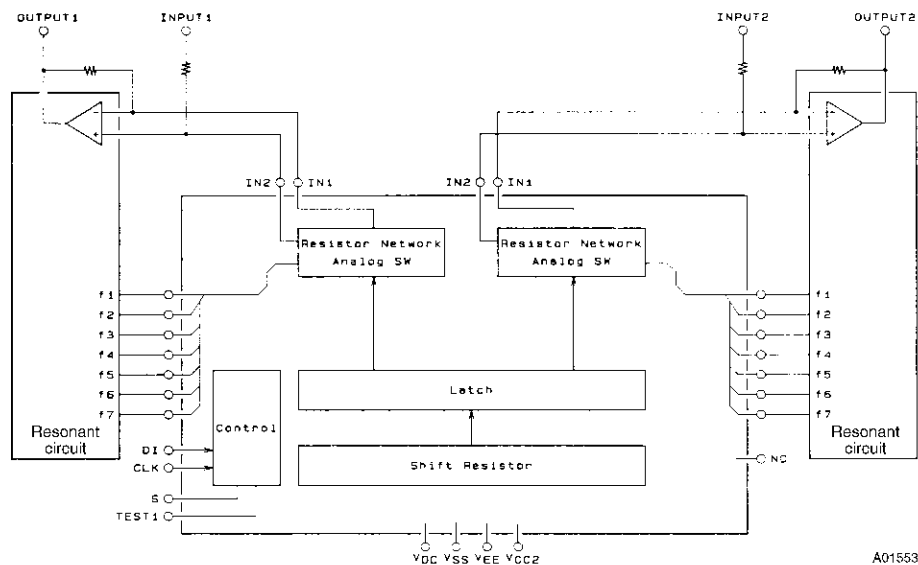 OUTPUT1 INPUT1 INPUT2 OUTPUT2
IN2 IN1 IN2 IN1
Resistor Network
Analog SW
Resistor Network
Analog SW
f1 f1
f2 f2
f3 f3
f4 f4
f5 f5
f6 f6
f7 f7
Latch
Control
Resonant
circuit
Resonant
circuit
DI
CLK
Shift Resistor
NC
S
TEST1
VDC VSS VEE VCC2
A01553